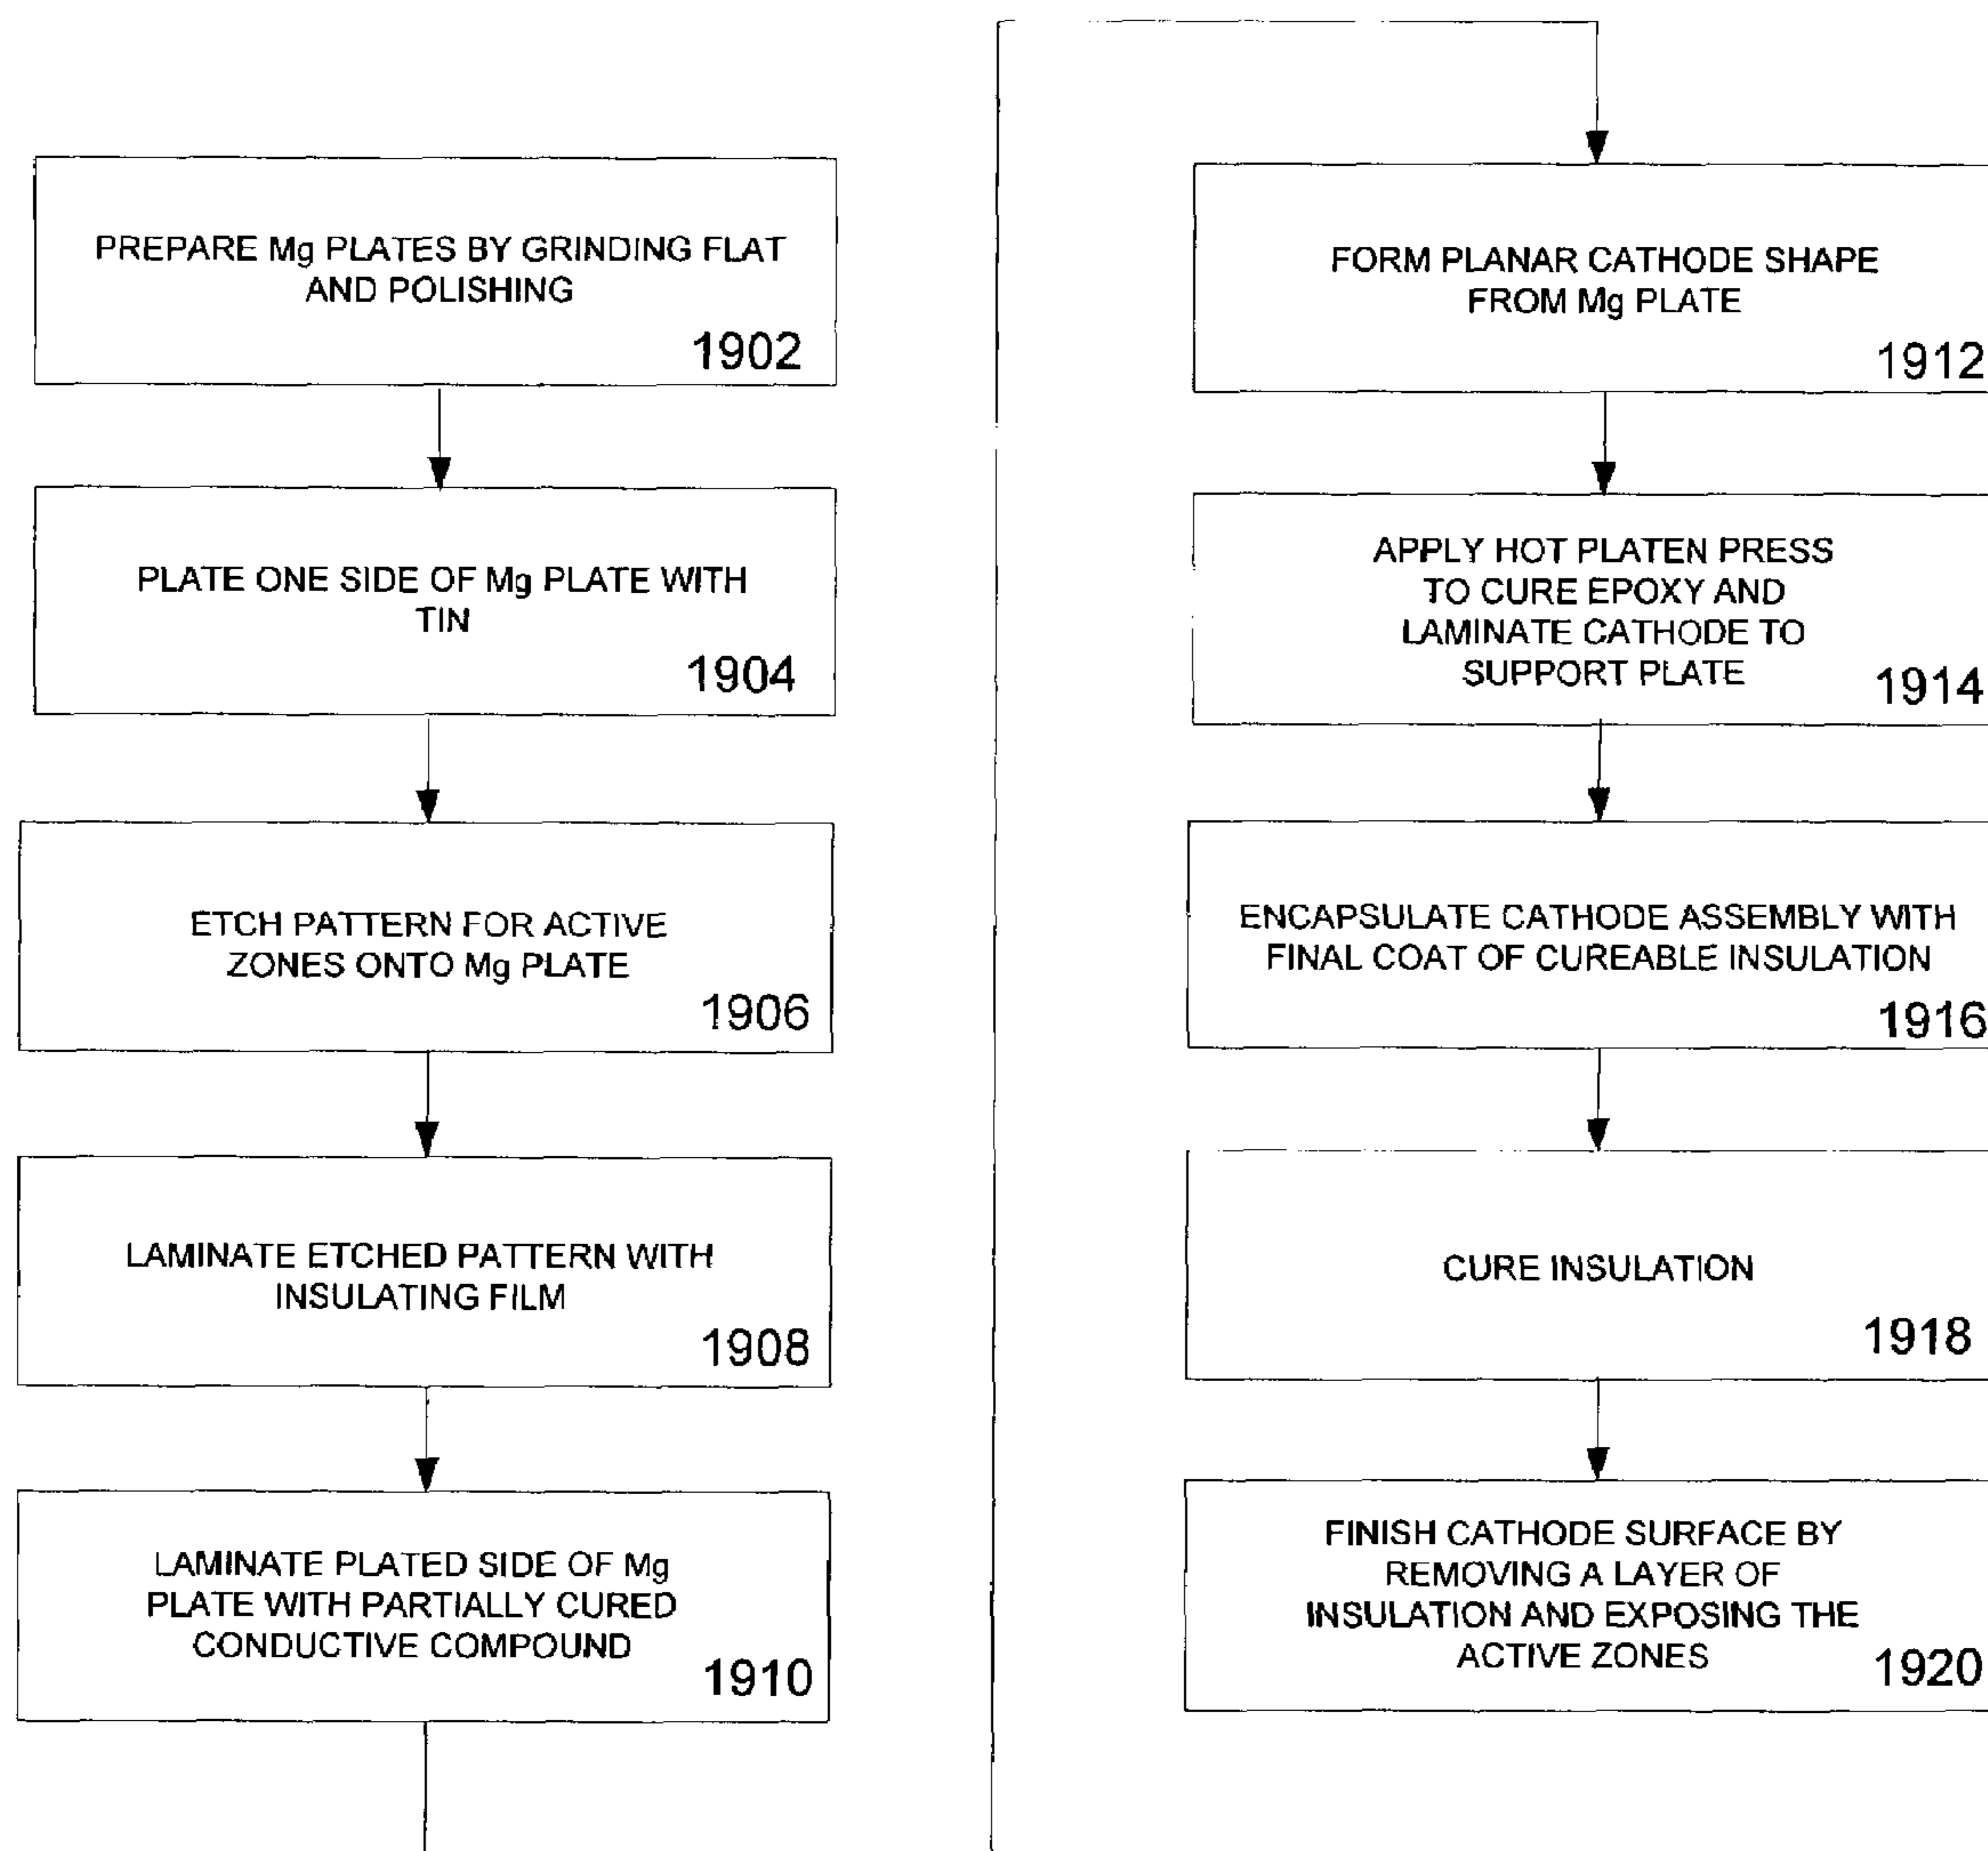 PREPARE Mg PLATES BY GRINDING FLAT
AND POLISHING
1902
PLATE ONE SIDE OF Mg PLATE WITH
TIN
1904
ETCH PATTERN FOR ACTIVE
ZONES ONTO Mg PLATE
1906
LAMINATE ETCHED PATTERN WITH
INSULATING FILM
1908
LAMINATE PLATED SIDE OF Mg
PLATE WITH PARTIALLY CURED
CONDUCTIVE COMPOUND
1910
FORM PLANAR CATHODE SHAPE
FROM Mg PLATE
1912
APPLY HOT PLATEN PRESS
TO CURE EPOXY AND
LAMINATE CATHODE TO
SUPPORT PLATE
1914
ENCAPSULATE CATHODE ASSEMBLY WITH
FINAL COAT OF CUREABLE INSULATION
1916
CURE INSULATION
1918
FINISH CATHODE SURFACE BY
REMOVING A LAYER OF
INSULATION AND EXPOSING THE
ACTIVE ZONES
1920